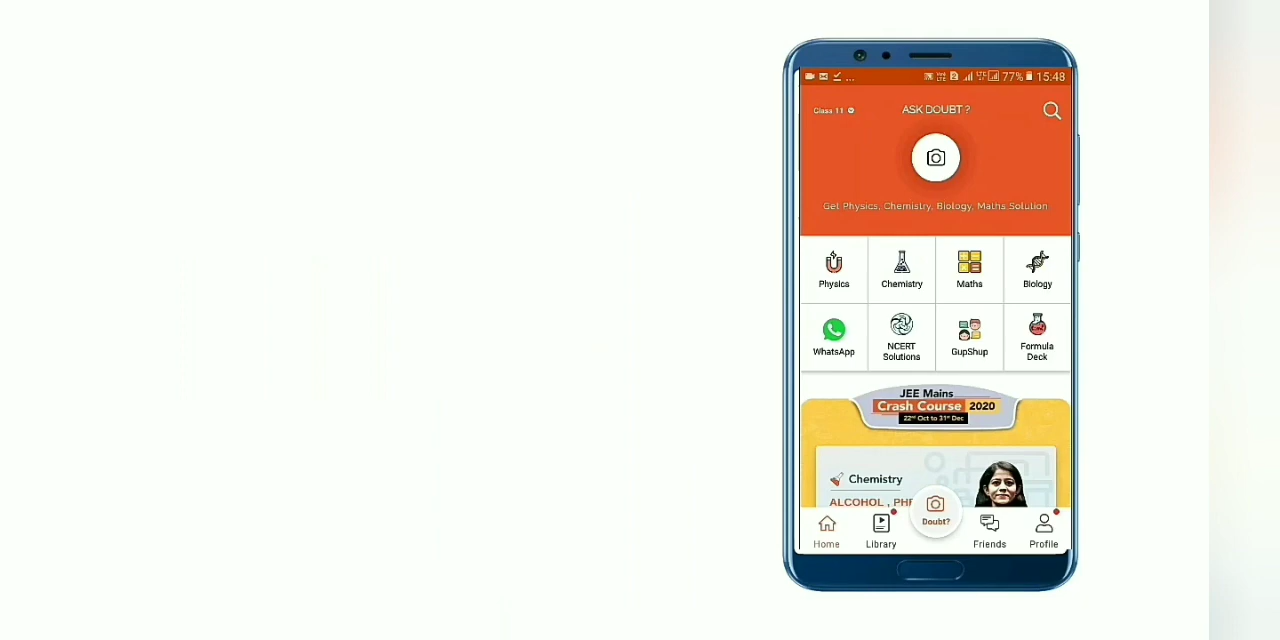 ... 77% 15:48
Class 11
ASK DOUBT ?
Get Physics, Chemistry, Biology, Maths Solution
Physics
Chemistry
Maths
Biology
WhatsApp
NCERT
Solutions
GupShup
Formula
Deck
JEE Mains
Crash Course 2020
22nd Oct to 31st Dec
Chemistry
ALCOHOL , PHE
Doubt?
Home
Library
Friends
Profile